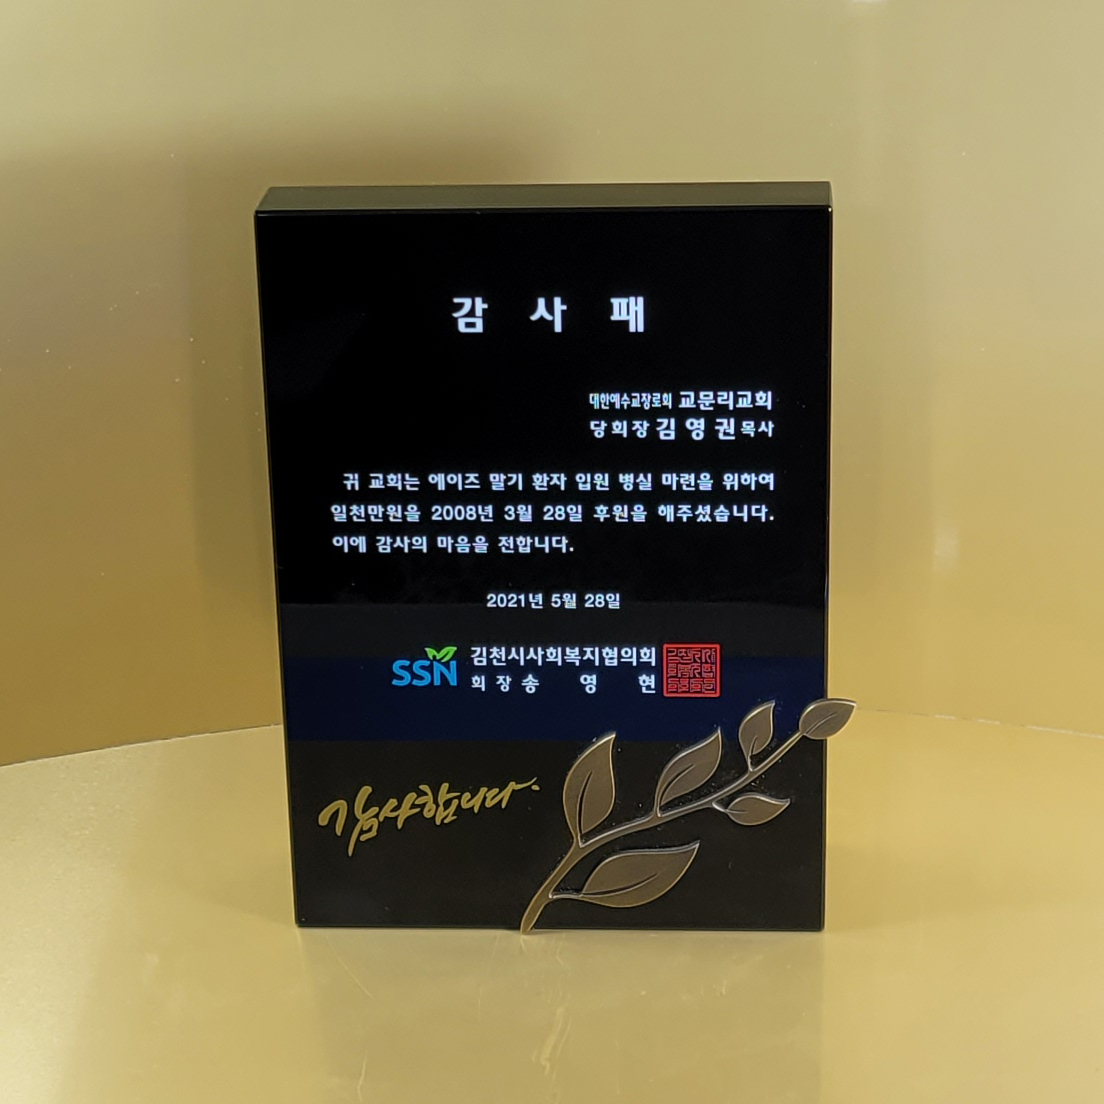 감 사 패
대한예수교장로회 교문리교회
당회장 김영권 목사
귀 교회는 에이즈 말기 환자 입원 병실 마련을 위하여
일천만원을 2008년 3월 28일 후원을 해주셨습니다.
이에 감사의 마음을 전합니다.
2021년 5월 28일
SSN 김천시사회복지협의회
회장 송 영 현
감사합니다.